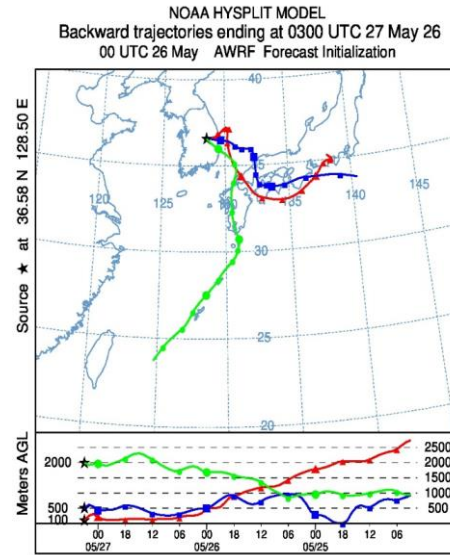 NOAA HYSPLIT MODEL
Backward trajectories ending at 0300 UTC 27 May 26
00 UTC 26 May AWRF Forecast Initialization
Source ★ at 36.58 N 128.50 E
40
120
125
135
140
145
35
30
25
20
Meters AGL
2000
500
100
2500
2000
1500
1000
500
00 18 12 06 00 18 12 06 00 18 12 06
05/27 05/26 05/25